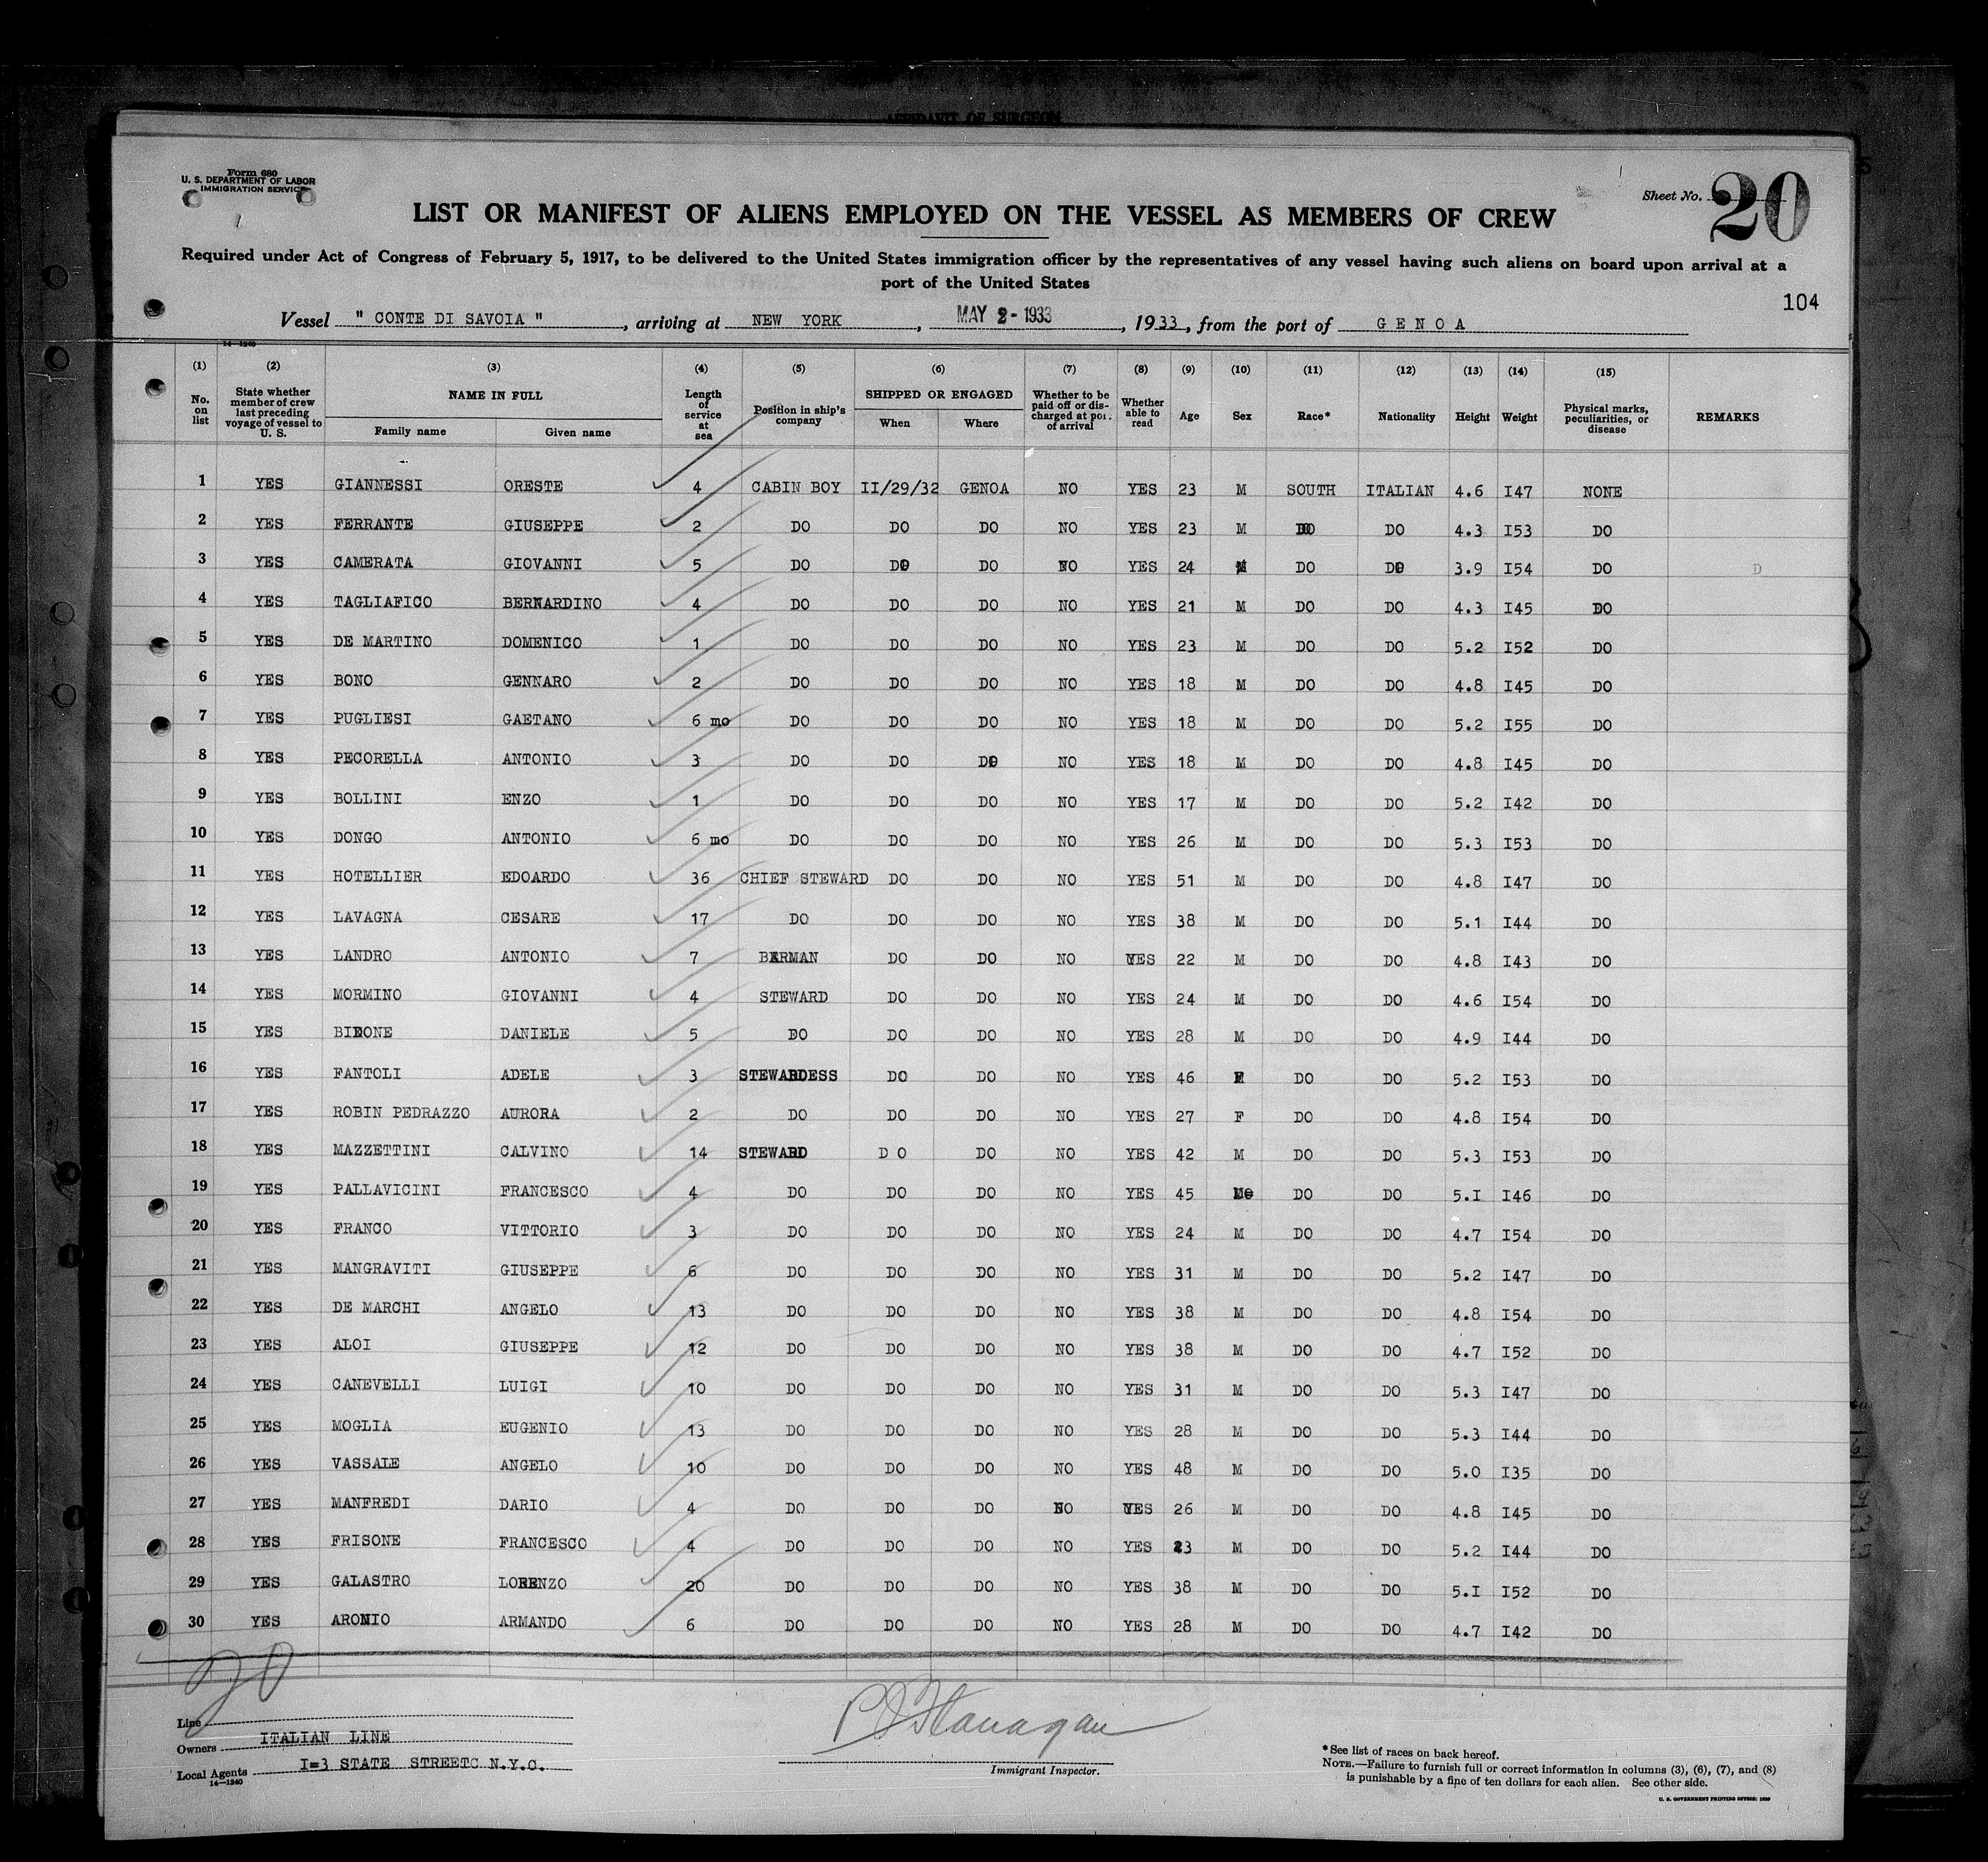 AFFIDAVIT OF SURGEON
Form 680
U. S. DEPARTMENT OF LABOR
IMMIGRATION SERVICE
Sheet No. 20
LIST OR MANIFEST OF ALIENS EMPLOYED ON THE VESSEL AS MEMBERS OF CREW
Required under Act of Congress of February 5, 1917, to be delivered to the United States immigration officer by the representatives of any vessel having such aliens on board upon arrival at a
port of the United States
104
Vessel " CONTE DI SAVOIA " , arriving at NEW YORK , MAY 2 - 1933 , 1933, from the port of GENOA
14—1240
(1) (2) (3) (4) (5) (6) (7) (8) (9) (10) (11) (12) (13) (14) (15)
No. on list State whether member of crew last preceding voyage of vessel to U. S. NAME IN FULL Family name Given name Length of service at sea Position in ship's company SHIPPED OR ENGAGED When Where Whether to be paid off or discharged at port of arrival Whether able to read Age Sex Race* Nationality Height Weight Physical marks, peculiarities, or disease REMARKS
1 YES GIANNESSI ORESTE 4 CABIN BOY II/29/32 GENOA NO YES 23 M SOUTH ITALIAN 4.6 I47 NONE
2 YES FERRANTE GIUSEPPE 2 DO DO DO NO YES 23 M DO DO 4.3 I53 DO
3 YES CAMERATA GIOVANNI 5 DO DO DO NO YES 24 M DO DO 3.9 I54 DO D
4 YES TAGLIAFICO BERNARDINO 4 DO DO DO NO YES 21 M DO DO 4.3 I45 DO
5 YES DE MARTINO DOMENICO 1 DO DO DO NO YES 23 M DO DO 5.2 I52 DO
6 YES BONO GENNARO 2 DO DO DO NO YES 18 M DO DO 4.8 I45 DO
7 YES PUGLIESI GAETANO 6 mo DO DO DO NO YES 18 M DO DO 5.2 I55 DO
8 YES PECORELLA ANTONIO 3 DO DO DO NO YES 18 M DO DO 4.8 I45 DO
9 YES BOLLINI ENZO 1 DO DO DO NO YES 17 M DO DO 5.2 I42 DO
10 YES DONGO ANTONIO 6 mo DO DO DO NO YES 26 M DO DO 5.3 I53 DO
11 YES HOTELLIER EDOARDO 36 CHIEF STEWARD DO DO NO YES 51 M DO DO 4.8 I47 DO
12 YES LAVAGNA CESARE 17 DO DO DO NO YES 38 M DO DO 5.1 I44 DO
13 YES LANDRO ANTONIO 7 BARMAN DO DO NO YES 22 M DO DO 4.8 I43 DO
14 YES MORMINO GIOVANNI 4 STEWARD DO DO NO YES 24 M DO DO 4.6 I54 DO
15 YES DANIELE 5 DO DO DO NO YES 28 M DO DO 4.9 I44 DO
16 YES FANTOLI ADELE 3 STEWARDESS DO DO NO YES 46 F DO DO 5.2 I53 DO
17 YES ROBIN PEDRAZZO AURORA 2 DO DO DO NO YES 27 F DO DO 4.8 I54 DO
18 YES MAZZETTINI CALVINO 14 STEWARD D O DO NO YES 42 M DO DO 5.3 I53 DO
19 YES PALLAVICINI FRANCESCO 4 DO DO DO NO YES 45 M DO DO 5.I I46 DO
20 YES FRANCO VITTORIO 3 DO DO DO NO YES 24 M DO DO 4.7 I54 DO
21 YES MANGRAVITI GIUSEPPE 6 DO DO DO NO YES 31 M DO DO 5.2 I47 DO
22 YES DE MARCHI ANGELO 13 DO DO DO NO YES 38 M DO DO 4.8 I54 DO
23 YES ALOI GIUSEPPE 12 DO DO DO NO YES 38 M DO DO 4.7 I52 DO
24 YES CANEVELLI LUIGI 10 DO DO DO NO YES 31 M DO DO 5.3 I47 DO
25 YES MOGLIA EUGENIO 13 DO DO DO NO YES 28 M DO DO 5.3 I44 DO
26 YES VASSALE ANGELO 10 DO DO DO NO YES 48 M DO DO 5.0 I35 DO
27 YES MANFREDI DARIO 4 DO DO DO NO YES 26 M DO DO 4.8 I45 DO
28 YES FRISONE FRANCESCO 4 DO DO DO NO YES 23 M DO DO 5.2 I44 DO
29 YES GALASTRO LORENZO 20 DO DO DO NO YES 38 M DO DO 5.I I52 DO
30 YES ARONIO ARMANDO 6 DO DO DO NO YES 28 M DO DO 4.7 I42 DO
20
Line
Owners ITALIAN LINE
Local Agents I=3 STATE STREETC N.Y.C.
14—1240
P O'Flanagan
Immigrant Inspector.
*See list of races on back hereof.
NOTE.—Failure to furnish full or correct information in columns (3), (6), (7), and (8)
is punishable by a fine of ten dollars for each alien. See other side.
U. S. GOVERNMENT PRINTING OFFICE: 1930